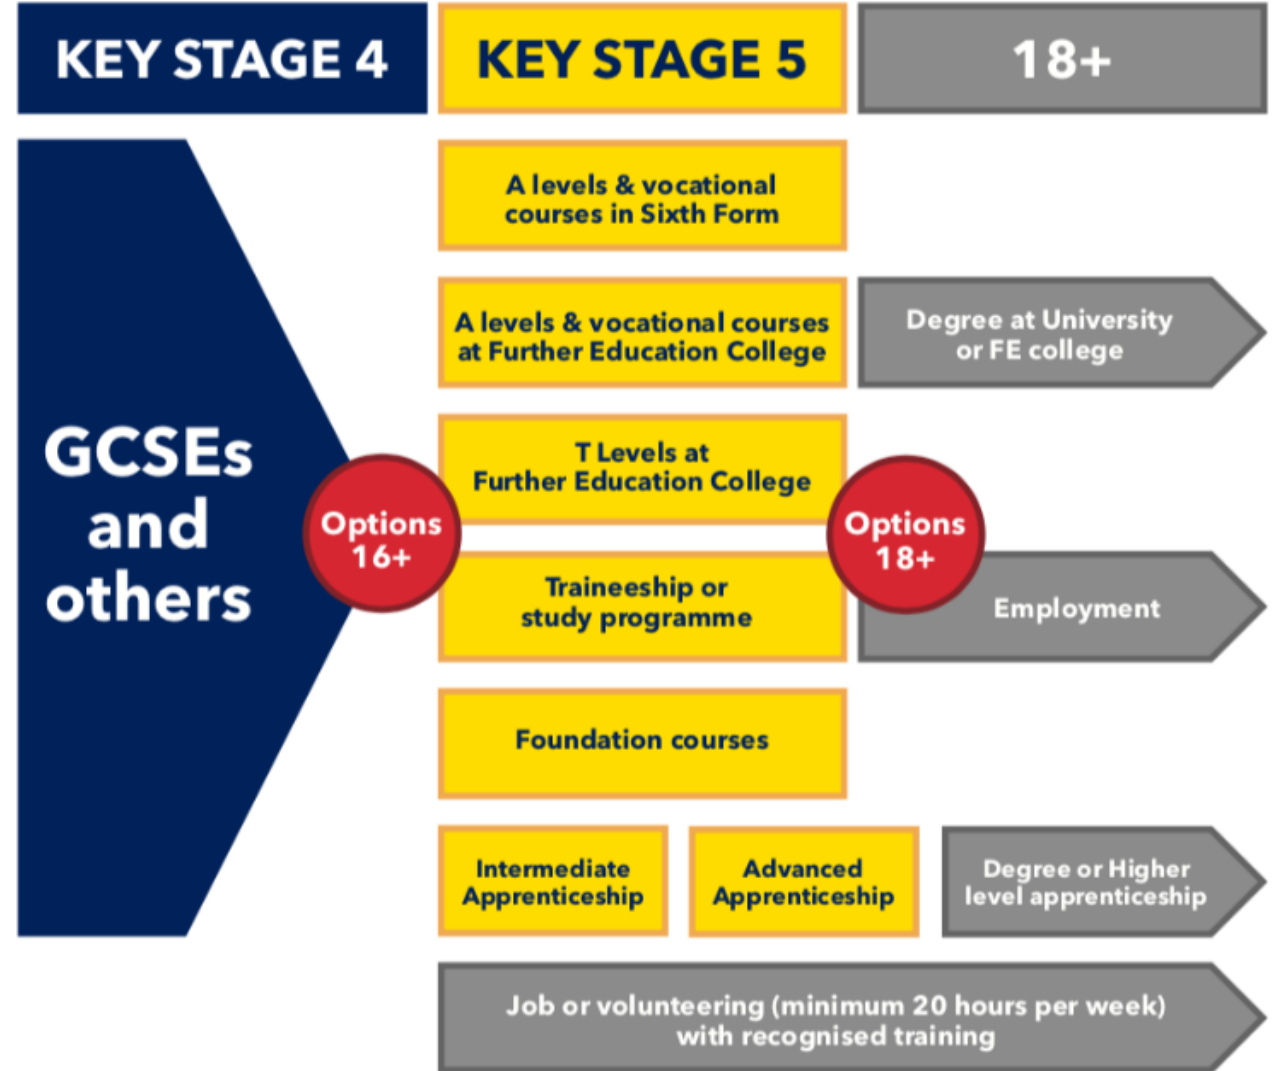 KEY STAGE 4
KEY STAGE 5
18+
GCSEs
and
others
Options
16+
A levels & vocational
courses in Sixth Form
A levels & vocational courses
at Further Education College
T Levels at
Further Education College
Traineeship or
study programme
Foundation courses
Intermediate
Apprenticeship
Advanced
Apprenticeship
Options
18+
Degree at University
or FE college
Employment
Degree or Higher
level apprenticeship
Job or volunteering (minimum 20 hours per week)
with recognised training